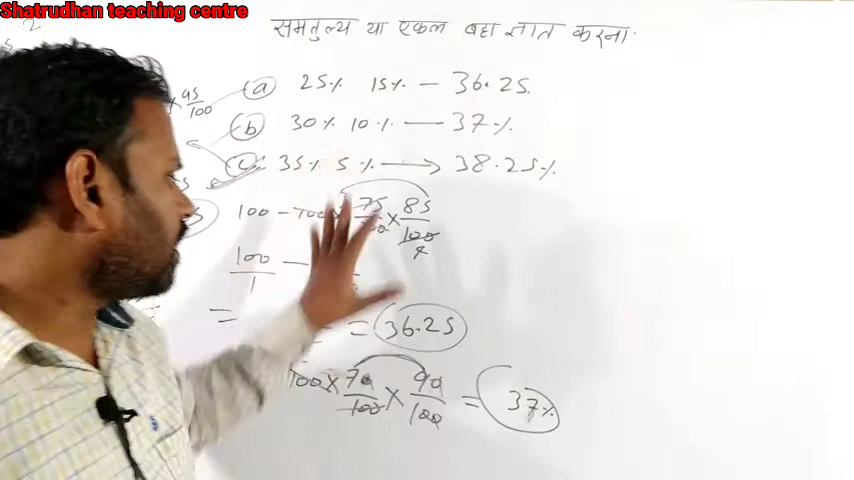 Shatrudhan teaching centre
समतुल्य या एकल बट्टा ज्ञात करना.
× 95/100
(a) 25% 15% — 36.25.
(b) 30% 10% — 37%
(c) 35% 5% → 38.25%
100 - 100 × 75/100 × 85/100
4
100/1 —
= = 36.25
100 × 70/100 × 90/100 = 37%